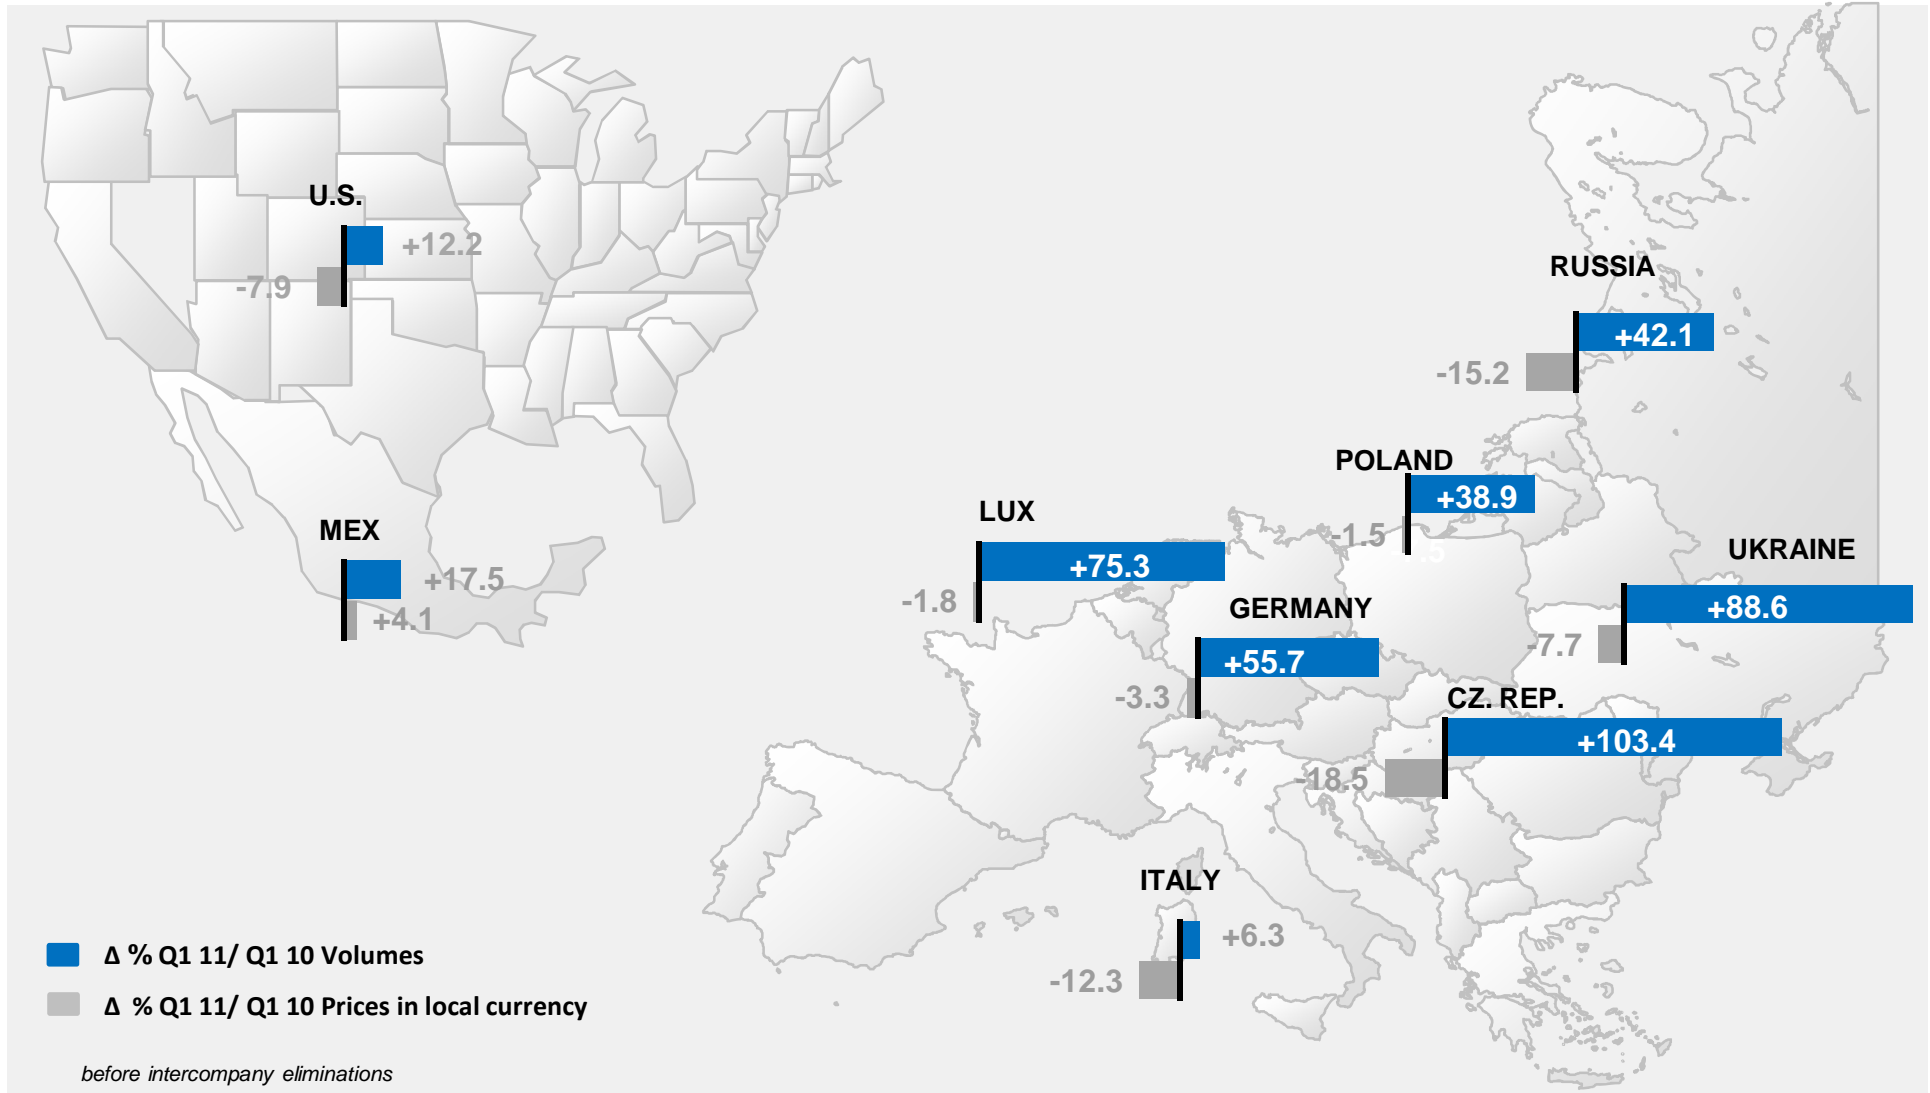 U.S.
+12.2
-7.9
RUSSIA
+42.1
-15.2
POLAND
+38.9
-1.5
LUX
+75.3
-1.8
MEX
+17.5
+4.1
UKRAINE
+88.6
-7.7
GERMANY
+55.7
-3.3
CZ. REP.
+103.4
-18.5
ITALY
+6.3
-12.3
Δ % Q1 11/ Q1 10 Volumes
Δ % Q1 11/ Q1 10 Prices in local currency
before intercompany eliminations